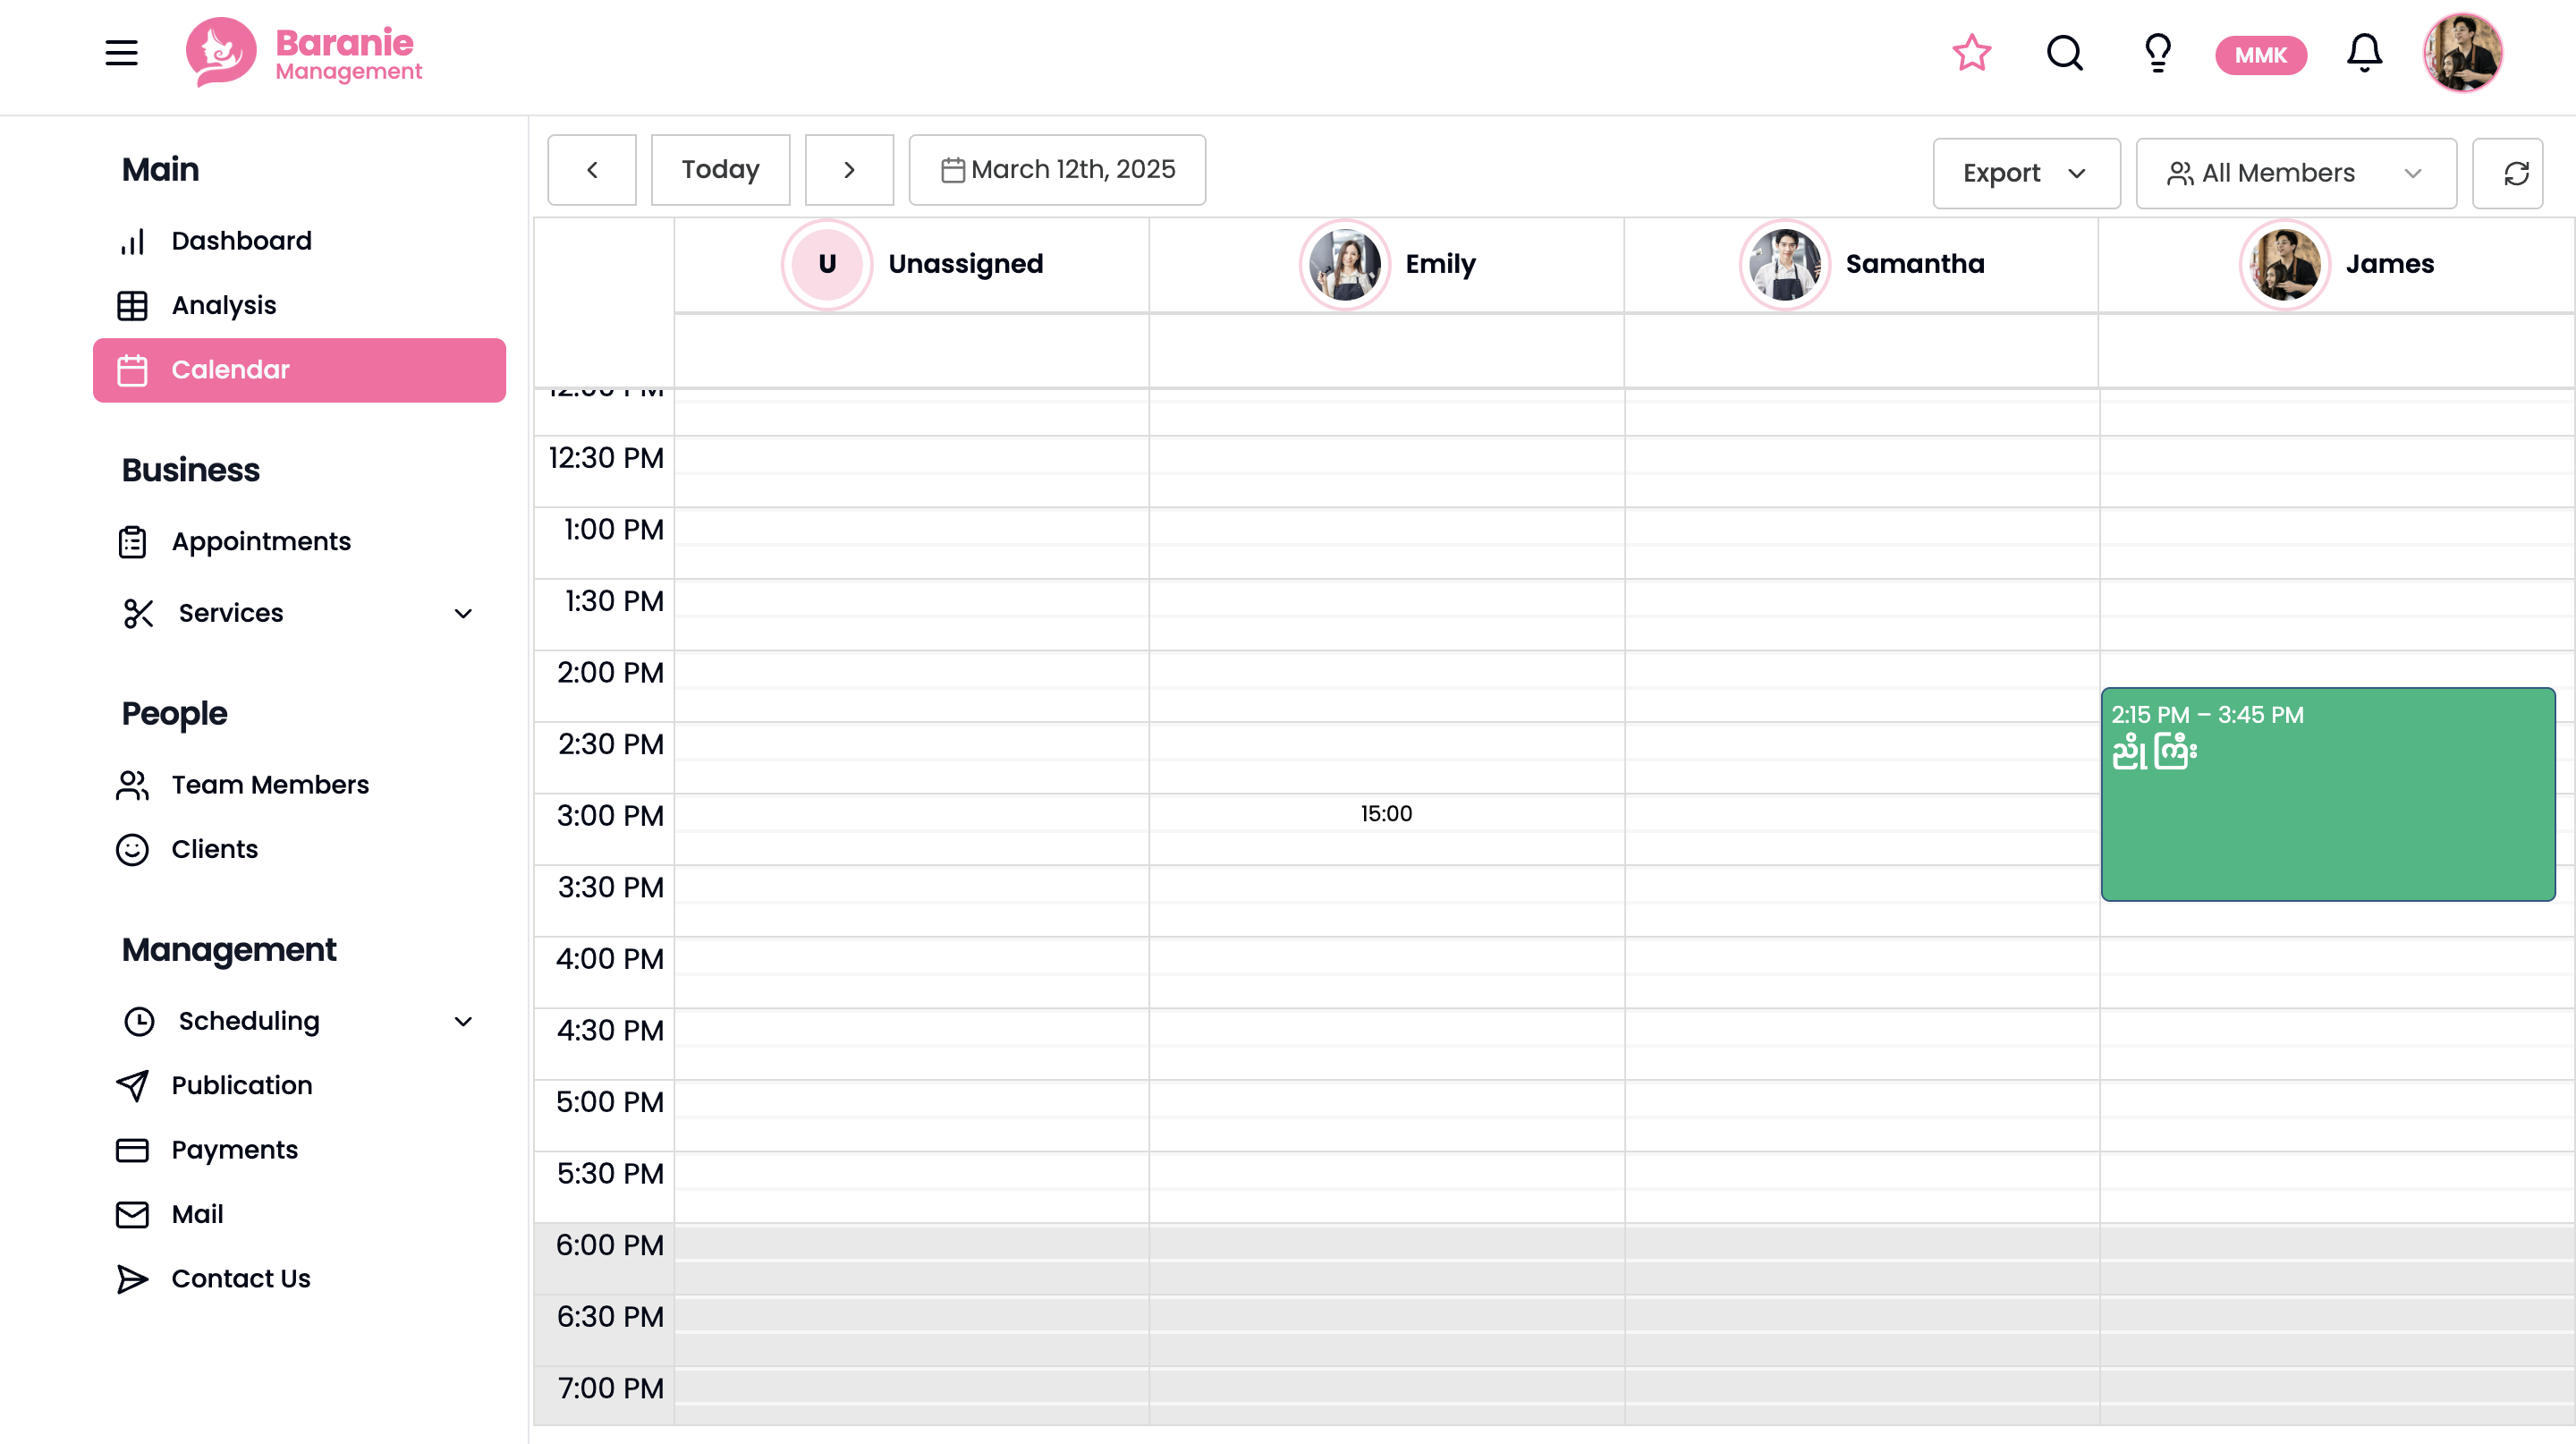 Baranie
Management
MMK
Main
Dashboard
Analysis
Calendar
Business
Appointments
Services
People
Team Members
Clients
Management
Scheduling
Publication
Payments
Mail
Contact Us
Today
March 12th, 2025
Export
All Members
U Unassigned
Emily
Samantha
James
12:00 PM
12:30 PM
1:00 PM
1:30 PM
2:00 PM
2:30 PM
3:00 PM
3:30 PM
4:00 PM
4:30 PM
5:00 PM
5:30 PM
6:00 PM
6:30 PM
7:00 PM
15:00
2:15 PM – 3:45 PM
ညို ကြီး